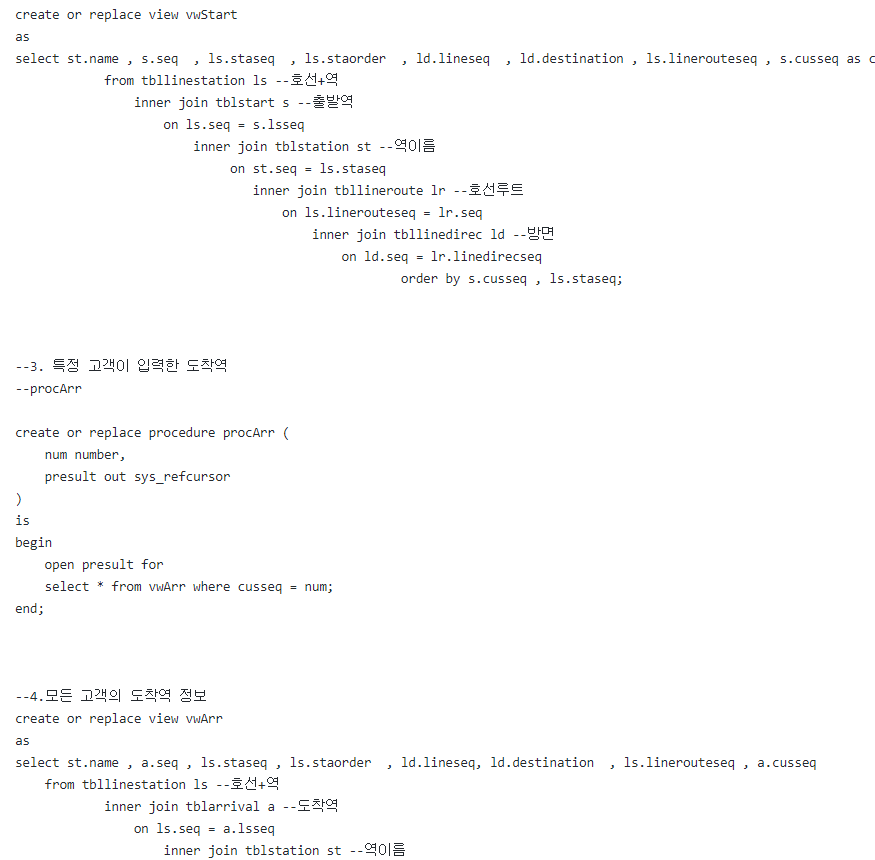 create or replace view vwStart
as
select st.name , s.seq , ls.staseq , ls.staorder , ld.lineseq , ld.destination , ls.linerouteseq , s.cusseq as c
from tbllinestation ls --호선+역
inner join tblstart s --출발역
on ls.seq = s.lsseq
inner join tblstation st --역이름
on st.seq = ls.staseq
inner join tbllineroute lr --호선루트
on ls.linerouteseq = lr.seq
inner join tbllinedirec ld --방면
on ld.seq = lr.linedirecseq
order by s.cusseq , ls.staseq;
--3. 특정 고객이 입력한 도착역
--procArr
create or replace procedure procArr (
num number,
presult out sys_refcursor
)
is
begin
open presult for
select * from vwArr where cusseq = num;
end;
--4.모든 고객의 도착역 정보
create or replace view vwArr
as
select st.name , a.seq , ls.staseq , ls.staorder , ld.lineseq, ld.destination , ls.linerouteseq , a.cusseq
from tbllinestation ls --호선+역
inner join tblarrival a --도착역
on ls.seq = a.lsseq
inner join tblstation st --역이름